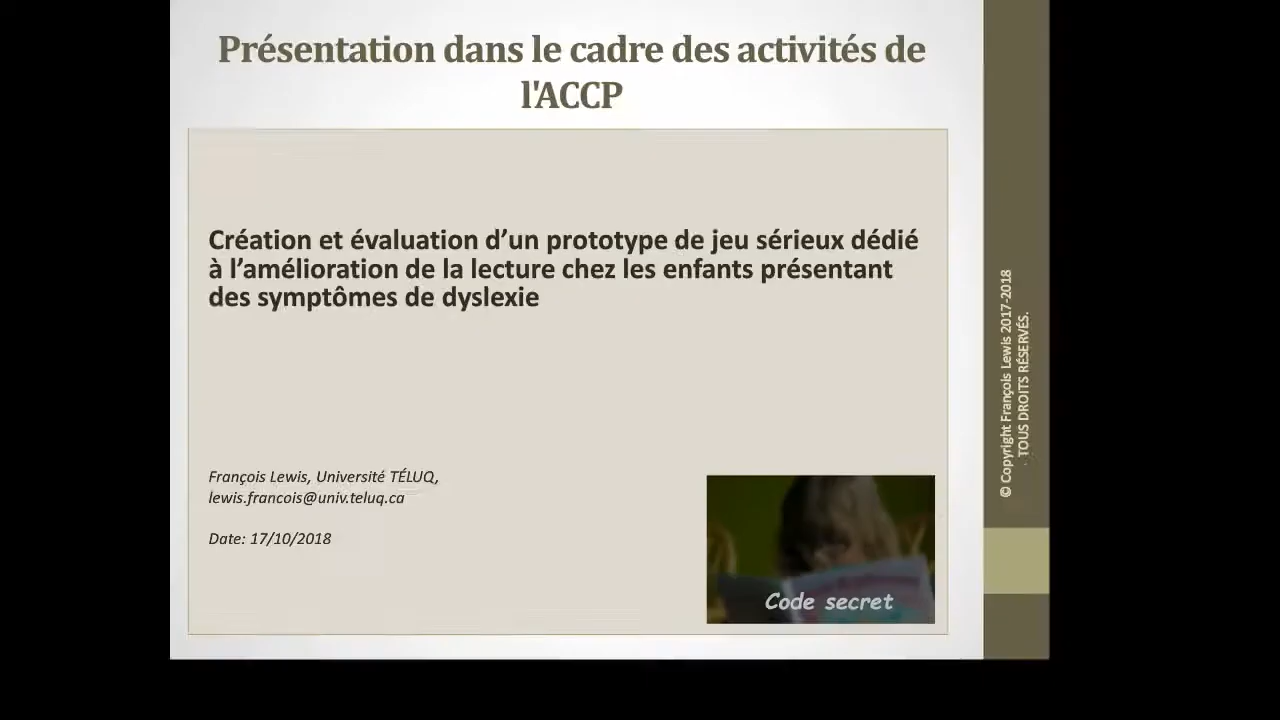 Présentation dans le cadre des activités de
l'ACCP
Création et évaluation d’un prototype de jeu sérieux dédié
à l’amélioration de la lecture chez les enfants présentant
des symptômes de dyslexie
François Lewis, Université TÉLUQ,
lewis.francois@univ.teluq.ca
Date: 17/10/2018
Code secret
© Copyright François Lewis 2017-2018
. TOUS DROITS RÉSERVÉS.